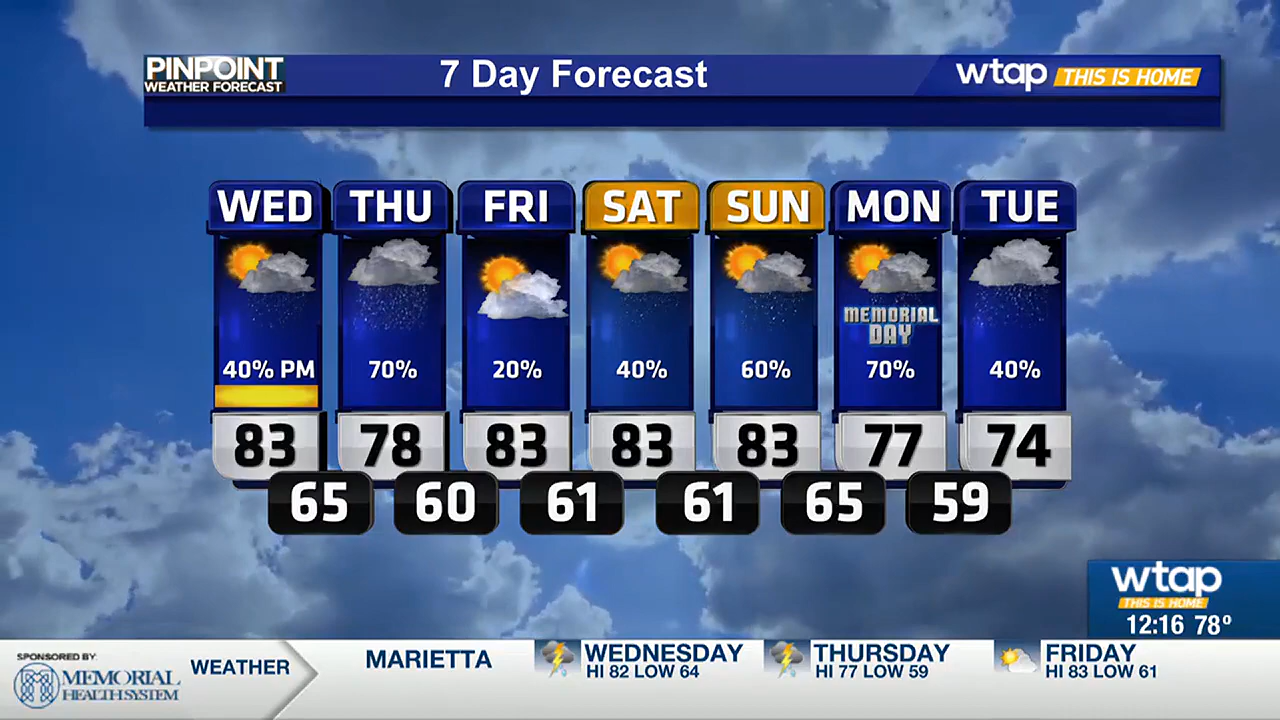 PINPOINT
WEATHER FORECAST
7 Day Forecast
wtap THIS IS HOME
WED THU FRI SAT SUN MON TUE
MEMORIAL
DAY
40% PM 70% 20% 40% 60% 70% 40%
83 78 83 83 83 77 74
65 60 61 61 65 59
wtap
THIS IS HOME
12:16 78°
SPONSORED BY:
MEMORIAL
HEALTH SYSTEM
WEATHER
MARIETTA
WEDNESDAY
HI 82 LOW 64
THURSDAY
HI 77 LOW 59
FRIDAY
HI 83 LOW 61